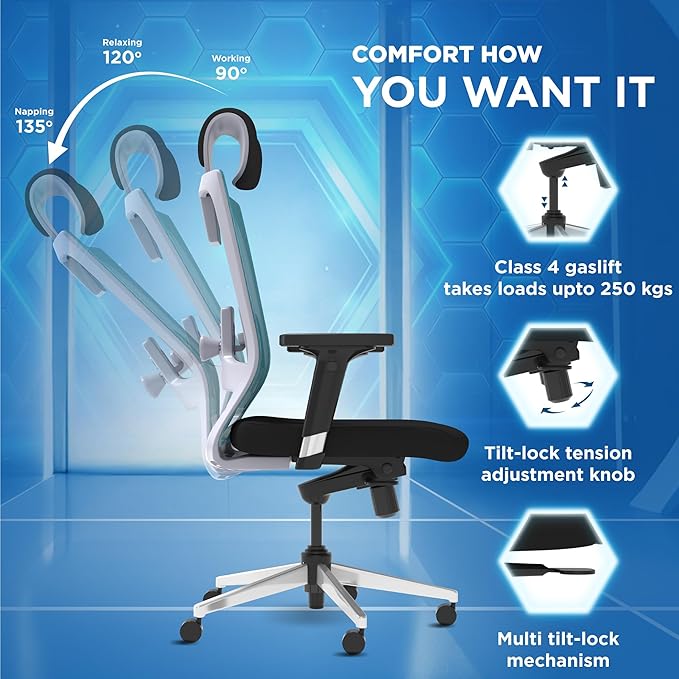 Relaxing
120°
Working
90°
Napping
135°
COMFORT HOW
YOU WANT IT
Class 4 gaslift
takes loads upto 250 kgs
Tilt-lock tension
adjustment knob
Multi tilt-lock
mechanism